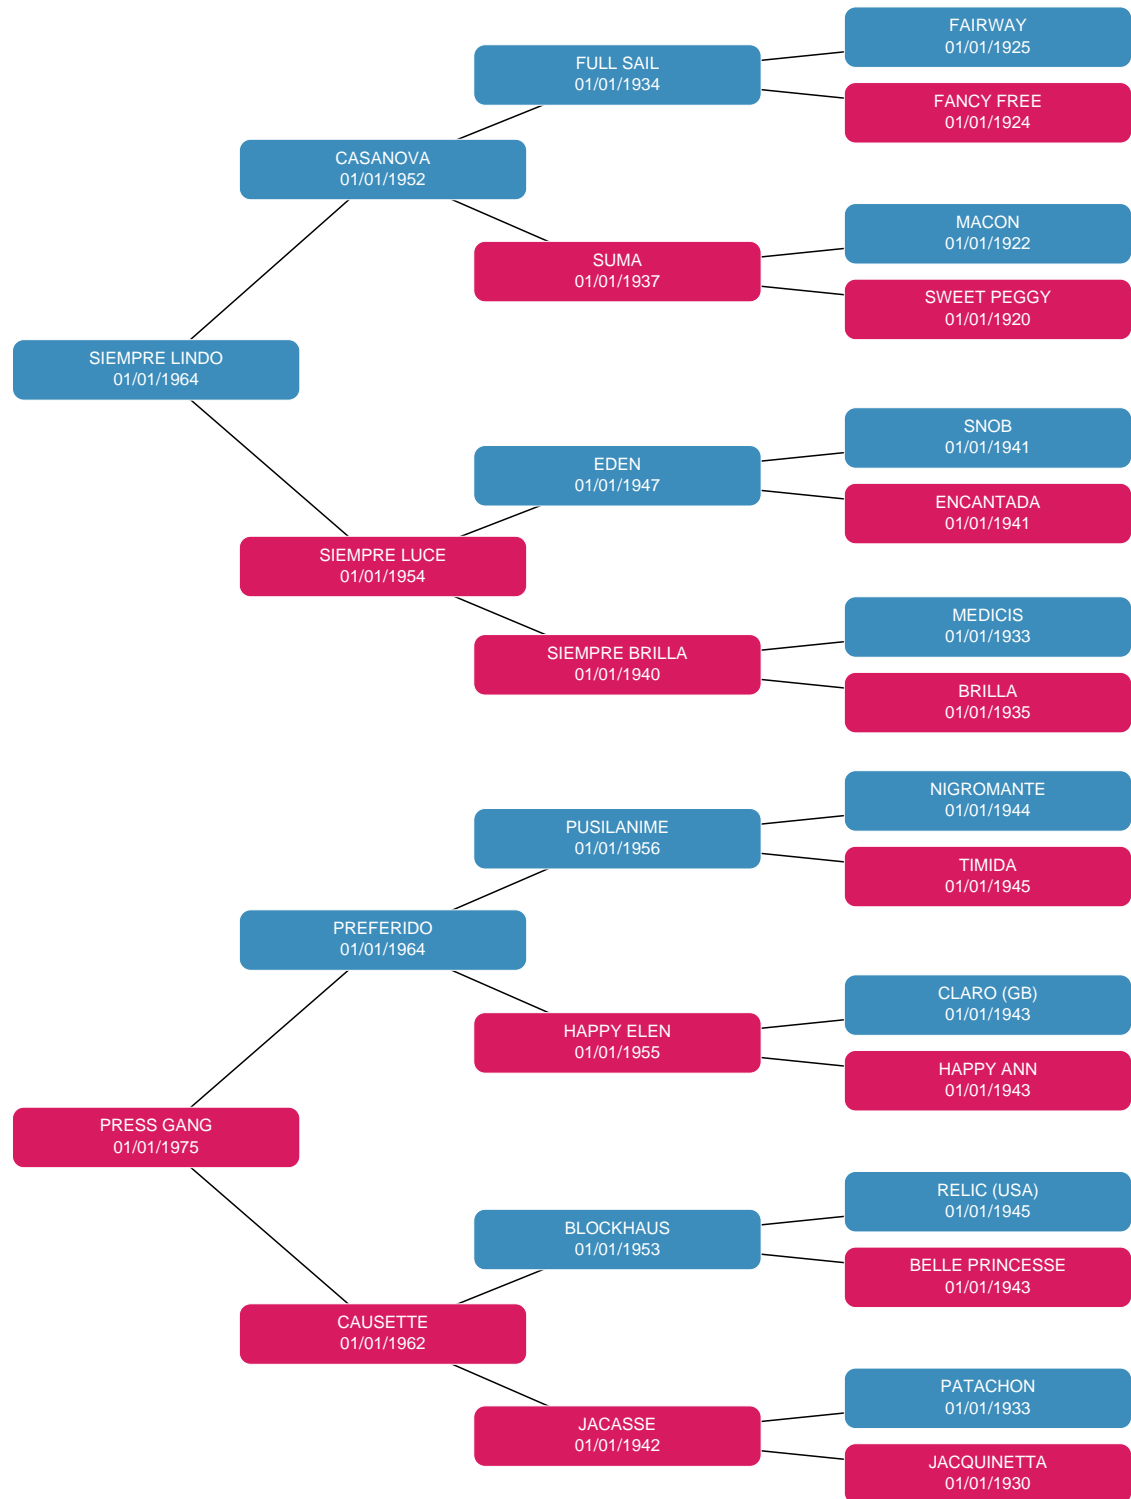 FAIRWAY
01/01/1925
FULL SAIL
01/01/1934
FANCY FREE
01/01/1924
CASANOVA
01/01/1952
MACON
01/01/1922
SUMA
01/01/1937
SWEET PEGGY
01/01/1920
SIEMPRE LINDO
01/01/1964
SNOB
01/01/1941
EDEN
01/01/1947
ENCANTADA
01/01/1941
SIEMPRE LUCE
01/01/1954
MEDICIS
01/01/1933
SIEMPRE BRILLA
01/01/1940
BRILLA
01/01/1935
NIGROMANTE
01/01/1944
PUSILANIME
01/01/1956
TIMIDA
01/01/1945
PREFERIDO
01/01/1964
CLARO (GB)
01/01/1943
HAPPY ELEN
01/01/1955
HAPPY ANN
01/01/1943
PRESS GANG
01/01/1975
RELIC (USA)
01/01/1945
BLOCKHAUS
01/01/1953
BELLE PRINCESSE
01/01/1943
CAUSETTE
01/01/1962
PATACHON
01/01/1933
JACASSE
01/01/1942
JACQUINETTA
01/01/1930